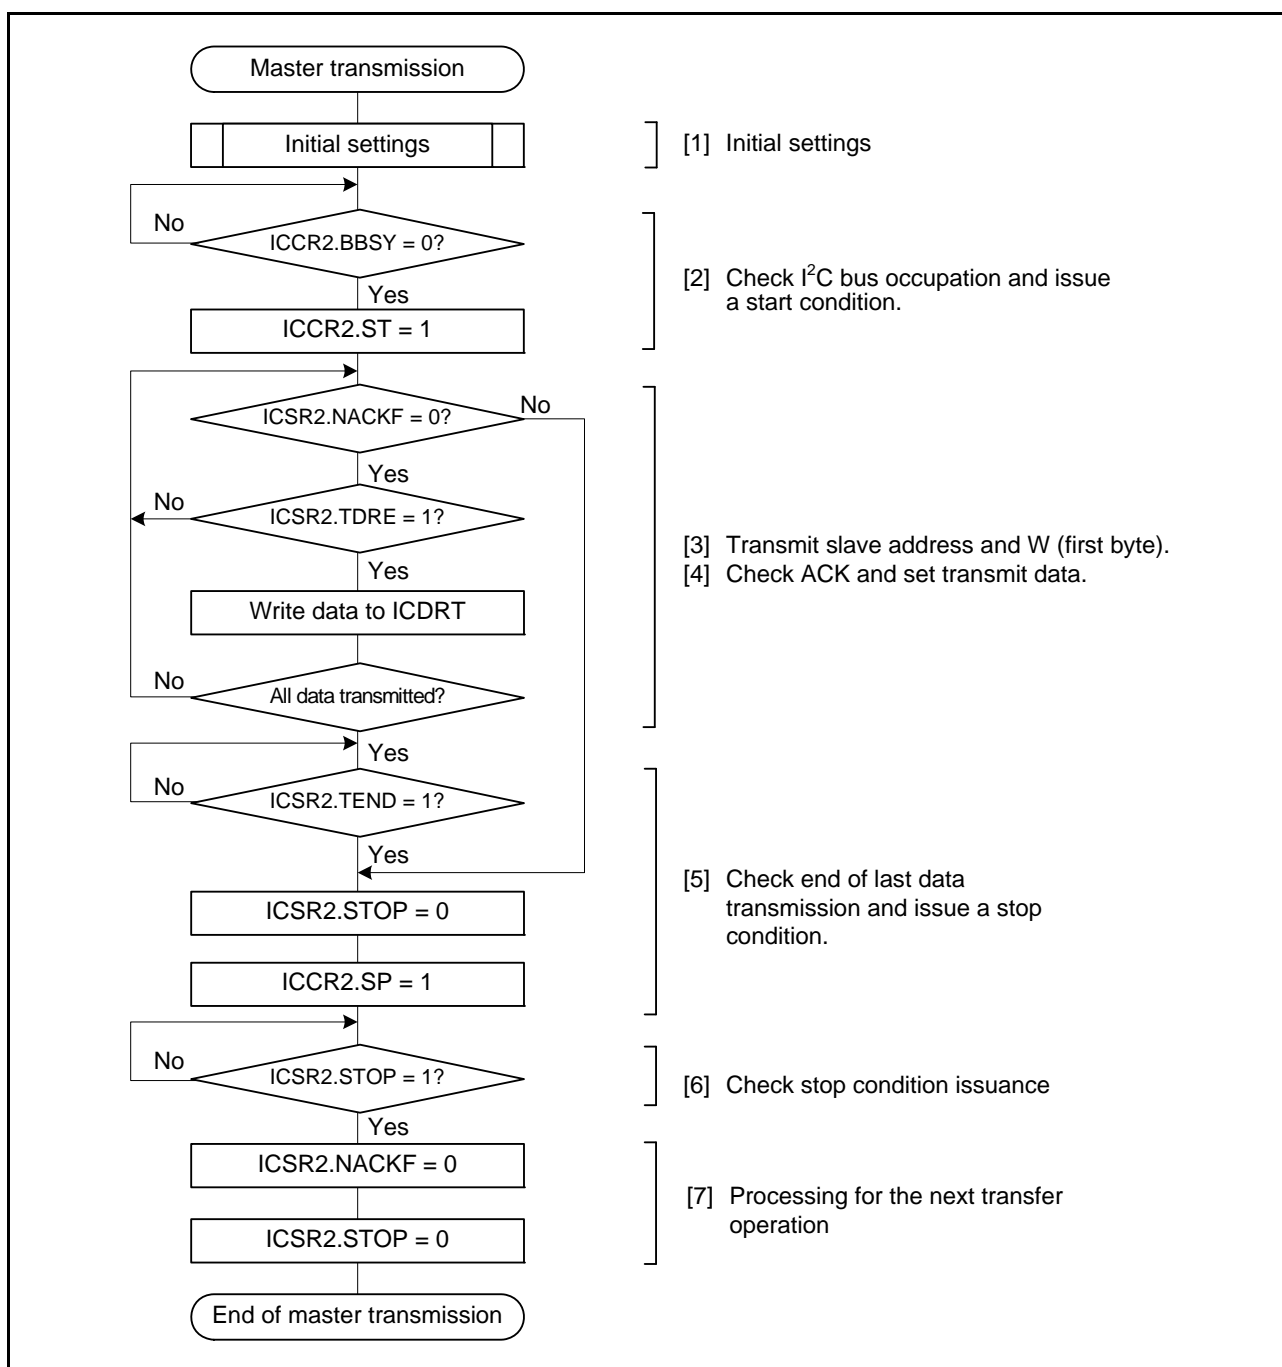 Master transmission
Initial settings
[1] Initial settings
No
ICCR2.BBSY = 0?
Yes
[2] Check I²C bus occupation and issue
a start condition.
ICCR2.ST = 1
ICSR2.NACKF = 0?
No
Yes
No
ICSR2.TDRE = 1?
Yes
[3] Transmit slave address and W (first byte).
[4] Check ACK and set transmit data.
Write data to ICDRT
No
All data transmitted?
Yes
No
ICSR2.TEND = 1?
Yes
[5] Check end of last data
transmission and issue a stop
condition.
ICSR2.STOP = 0
ICCR2.SP = 1
No
ICSR2.STOP = 1?
[6] Check stop condition issuance
Yes
ICSR2.NACKF = 0
[7] Processing for the next transfer
operation
ICSR2.STOP = 0
End of master transmission